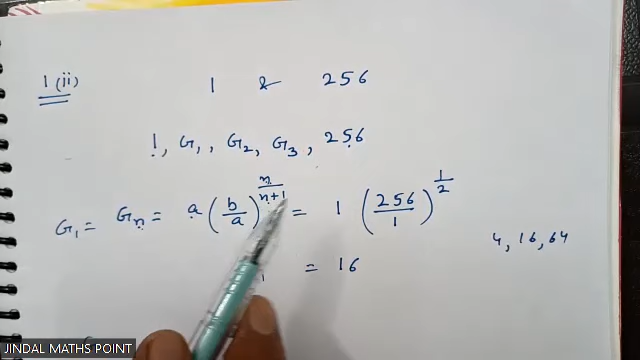 1(ii) 1 & 256
1, G₁, G₂, G₃, 256
G₁ = Gₙ = a (b/a)^(n/(n+1)) = 1 (256/1)^(1/2)
4, 16, 64
= 16
JINDAL MATHS POINT